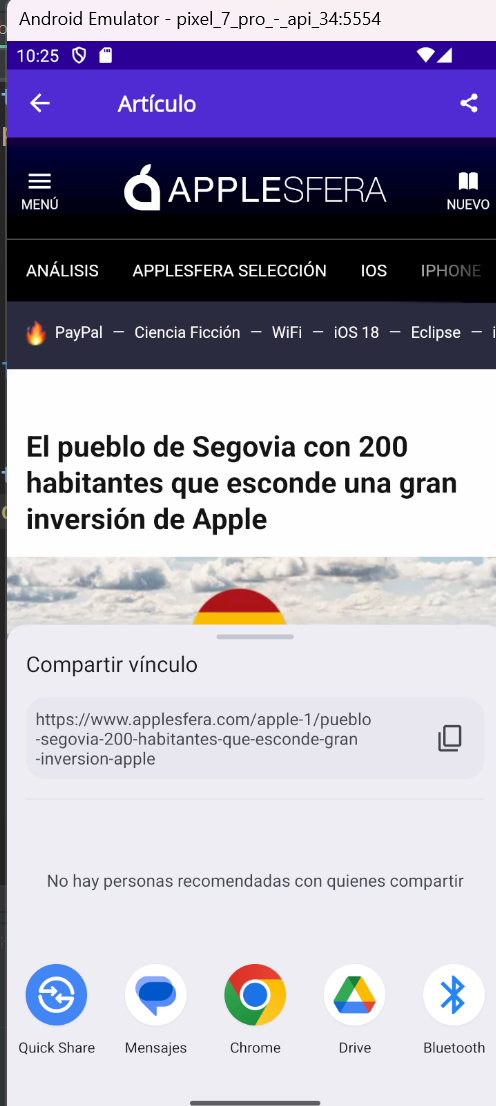 Android Emulator - pixel_7_pro_-_api_34:5554
10:25
Artículo
MENÚ
APPLESFERA
NUEVO
ANÁLISIS APPLESFERA SELECCIÓN IOS IPHONE
PayPal — Ciencia Ficción — WiFi — iOS 18 — Eclipse —
El pueblo de Segovia con 200
habitantes que esconde una gran
inversión de Apple
Compartir vínculo
https://www.applesfera.com/apple-1/pueblo
-segovia-200-habitantes-que-esconde-gran
-inversion-apple
No hay personas recomendadas con quienes compartir
Quick Share Mensajes Chrome Drive Bluetooth